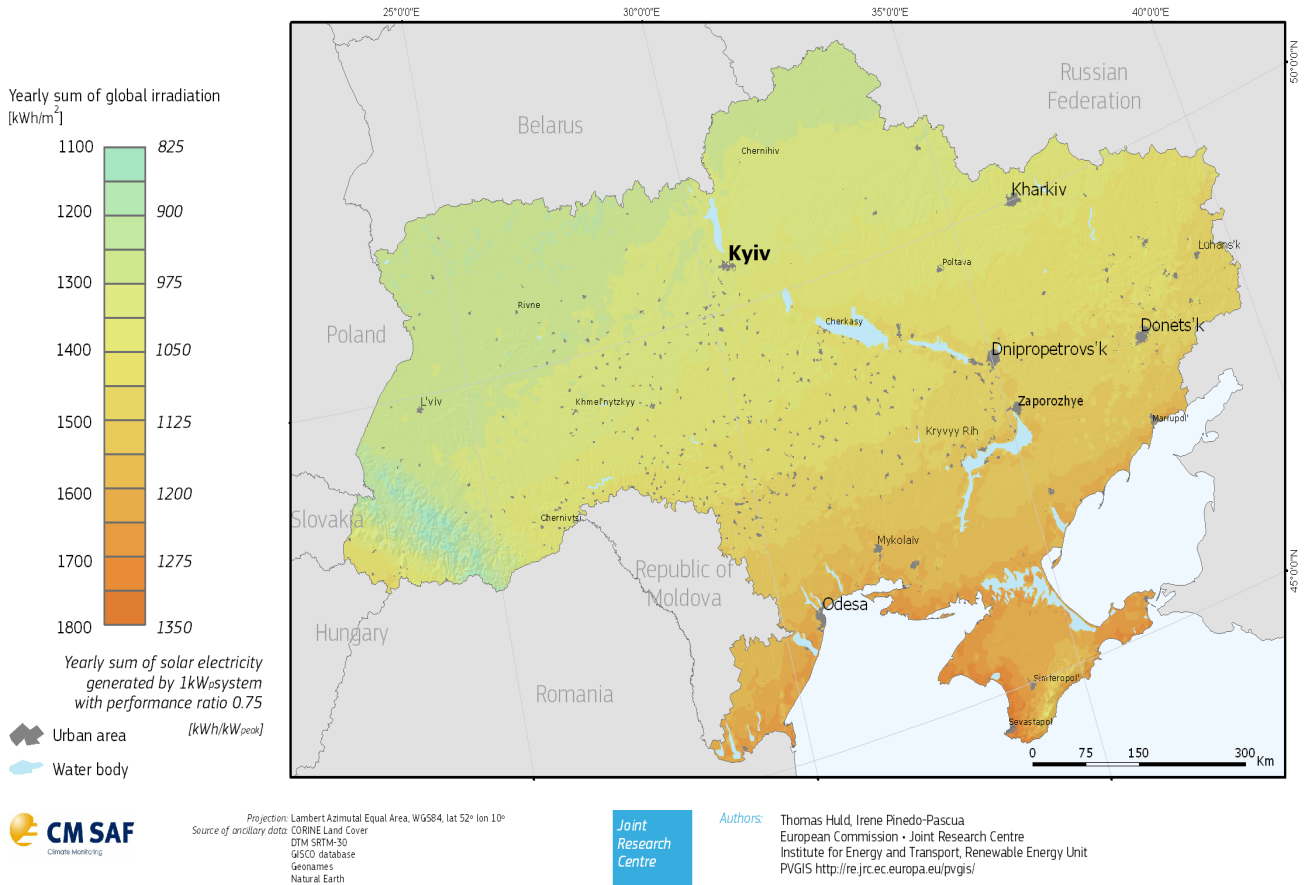 25°0'0"E
30°0'0"E
35°0'0"E
40°0'0"E
50°0'0"N
45°0'0"N
Yearly sum of global irradiation
[kWh/m2]
1100 825
1200 900
1300 975
1400 1050
1500 1125
1600 1200
1700 1275
1800 1350
Yearly sum of solar electricity
generated by 1kWpsystem
with performance ratio 0.75
[kWh/kWpeak]
Urban area
Water body
Belarus
Russian
Federation
Poland
Slovakia
Hungary
Romania
Republic of
Moldova
Chernihiv
Kharkiv
Kyiv
Poltava
Luhans'k
Rivne
Cherkasy
Donets'k
Dnipropetrovs'k
L'viv
Khmel'nytzkyy
Zaporozhye
Mariupol'
Kryvyy Rih
Chernivtsi
Mykolaiv
Odesa
Simferopol'
Sevastapol
0 75 150 300 Km
CM SAF
Climate Monitoring
Projection: Lambert Azimutal Equal Area, WGS84, lat 52º lon 10º
Source of ancillary data: CORINE Land Cover
DTM SRTM-30
GISCO database
Geonames
Natural Earth
Joint
Research
Centre
Authors: Thomas Huld, Irene Pinedo-Pascua
European Commission • Joint Research Centre
Institute for Energy and Transport, Renewable Energy Unit
PVGIS http://re.jrc.ec.europa.eu/pvgis/